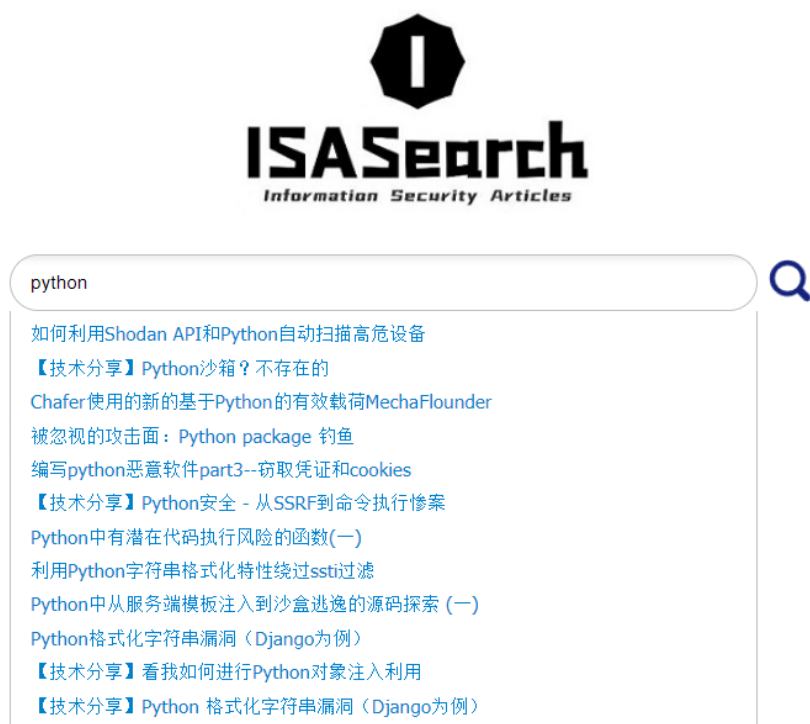 I
ISASearch
Information Security Articles
python
如何利用Shodan API和Python自动扫描高危设备
【技术分享】Python沙箱？不存在的
Chafer使用的新的基于Python的有效载荷MechaFlounder
被忽视的攻击面：Python package 钓鱼
编写python恶意软件part3--窃取凭证和cookies
【技术分享】Python安全 - 从SSRF到命令执行惨案
Python中有潜在代码执行风险的函数(一)
利用Python字符串格式化特性绕过ssti过滤
Python中从服务端模板注入到沙盒逃逸的源码探索 (一)
Python格式化字符串漏洞（Django为例）
【技术分享】看我如何进行Python对象注入利用
【技术分享】Python 格式化字符串漏洞（Django为例）